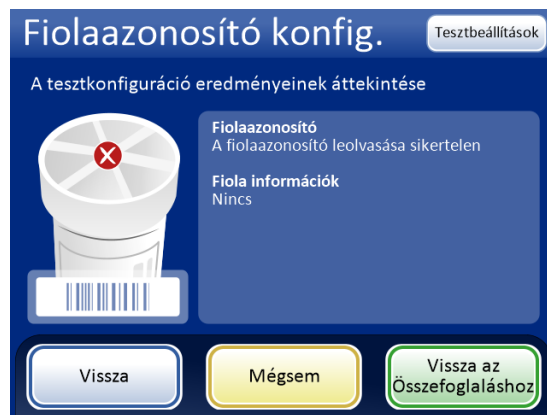 Fiolaazonosító konfig.
Tesztbeállítások
A tesztkonfiguráció eredményeinek áttekintése
Fiolaazonosító
A fiolaazonosító leolvasása sikertelen
Fiola információk
Nincs
Vissza
Mégsem
Vissza az
Összefoglaláshoz